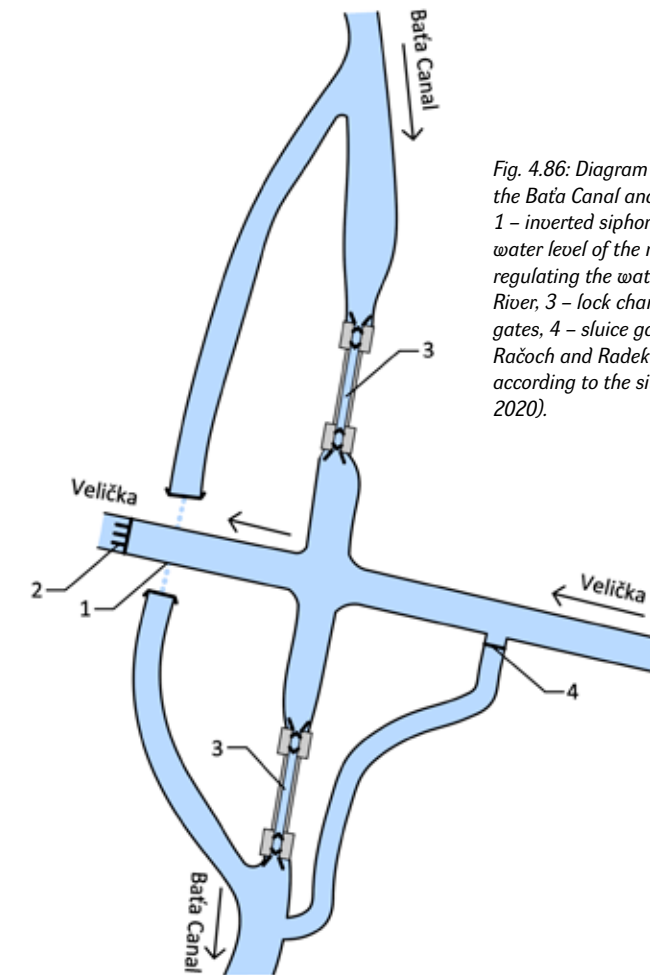 Baťa Canal
Fig. 4.86: Diagram
the Baťa Canal and
1 – inverted siphon
water level of the r
regulating the wat
River, 3 – lock char
gates, 4 – sluice ga
Račoch and Radek
according to the si
2020).
3
Velička
Velička
2
1
4
3
Baťa Canal